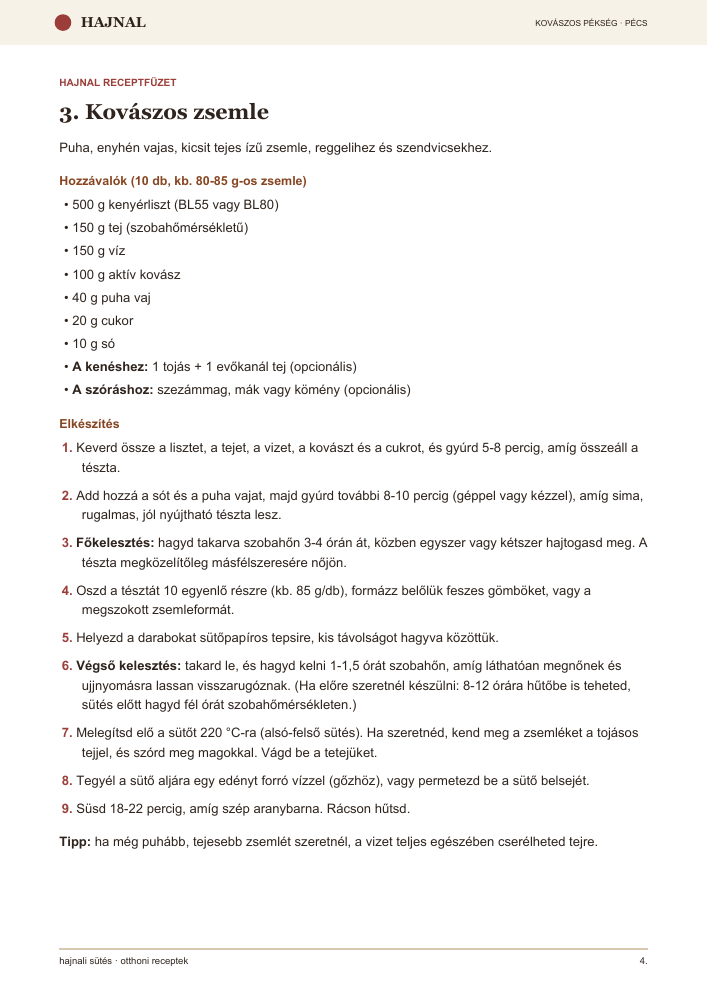 HAJNAL
KOVÁSZOS PÉKSÉG · PÉCS
HAJNAL RECEPTFÜZET
3. Kovászos zsemle
Puha, enyhén vajas, kicsit tejes ízű zsemle, reggelihez és szendvicsekhez.
Hozzávalók (10 db, kb. 80-85 g-os zsemle)
• 500 g kenyérliszt (BL55 vagy BL80)
• 150 g tej (szobahőmérsékletű)
• 150 g víz
• 100 g aktív kovász
• 40 g puha vaj
• 20 g cukor
• 10 g só
• A kenéshez: 1 tojás + 1 evőkanál tej (opcionális)
• A szóráshoz: szezámmag, mák vagy kömény (opcionális)
Elkészítés
1. Keverd össze a lisztet, a tejet, a vizet, a kovászt és a cukrot, és gyúrd 5-8 percig, amíg összeáll a
tészta.
2. Add hozzá a sót és a puha vajat, majd gyúrd további 8-10 percig (géppel vagy kézzel), amíg sima,
rugalmas, jól nyújtható tészta lesz.
3. Főkelesztés: hagyd takarva szobahőn 3-4 órán át, közben egyszer vagy kétszer hajtogasd meg. A
tészta megközelítőleg másfélszeresére nőjön.
4. Oszd a tésztát 10 egyenlő részre (kb. 85 g/db), formázz belőlük feszes gömböket, vagy a
megszokott zsemleformát.
5. Helyezd a darabokat sütőpapíros tepsire, kis távolságot hagyva közöttük.
6. Végső kelesztés: takard le, és hagyd kelni 1-1,5 órát szobahőn, amíg láthatóan megnőnek és
ujjnyomásra lassan visszarugóznak. (Ha előre szeretnél készülni: 8-12 órára hűtőbe is teheted,
sütés előtt hagyd fél órát szobahőmérsékleten.)
7. Melegítsd elő a sütőt 220 °C-ra (alsó-felső sütés). Ha szeretnéd, kend meg a zsemléket a tojásos
tejjel, és szórd meg magokkal. Vágd be a tetejüket.
8. Tegyél a sütő aljára egy edényt forró vízzel (gőzhöz), vagy permetezd be a sütő belsejét.
9. Süsd 18-22 percig, amíg szép aranybarna. Rácson hűtsd.
Tipp: ha még puhább, tejesebb zsemlét szeretnél, a vizet teljes egészében cserélheted tejre.
hajnali sütés · otthoni receptek
4.